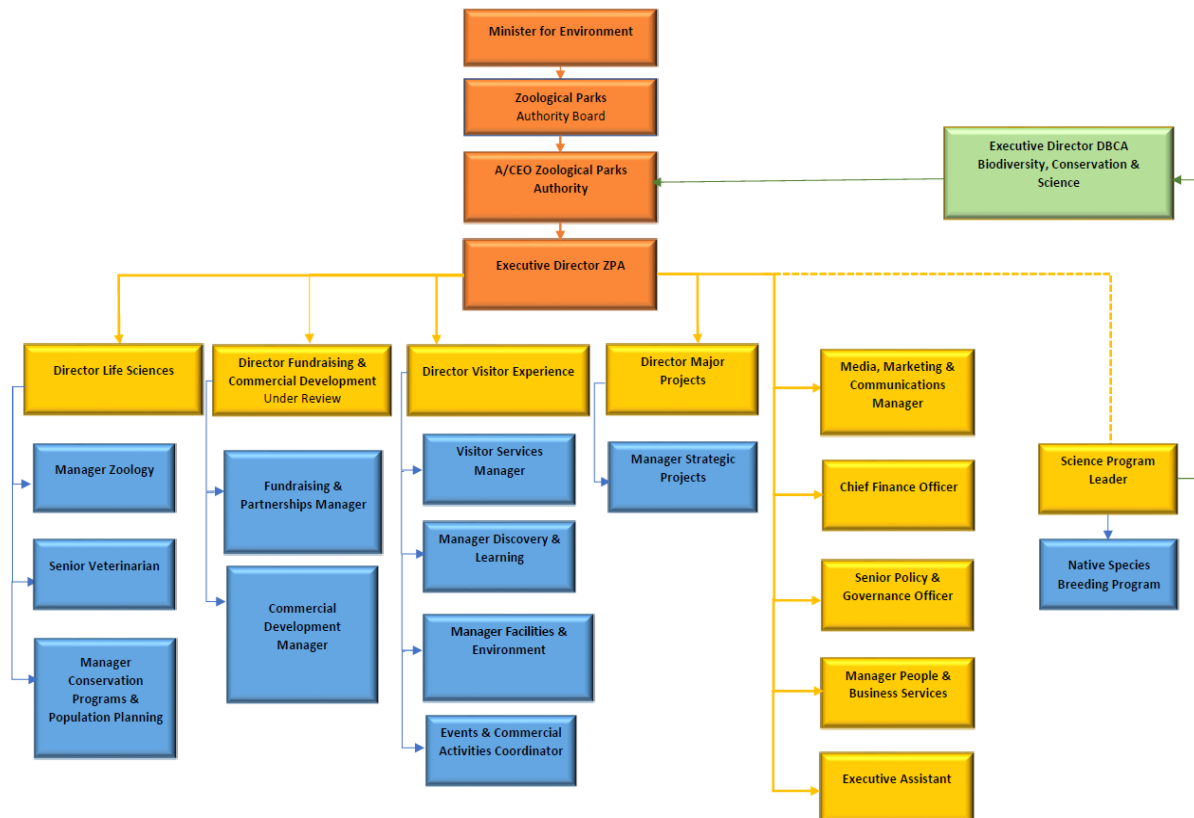 Minister for Environment
Zoological Parks
Authority Board
A/CEO Zoological Parks
Authority
Executive Director DBCA
Biodiversity, Conservation &
Science
Executive Director ZPA
Director Life Sciences
Director Fundraising &
Commercial Development
Under Review
Director Visitor Experience
Director Major
Projects
Media, Marketing &
Communications
Manager
Manager Zoology
Senior Veterinarian
Manager
Conservation
Programs &
Population Planning
Fundraising &
Partnerships Manager
Commercial
Development
Manager
Visitor Services
Manager
Manager Discovery &
Learning
Manager Facilities &
Environment
Events & Commercial
Activities Coordinator
Manager Strategic
Projects
Chief Finance Officer
Senior Policy &
Governance Officer
Manager People &
Business Services
Executive Assistant
Science Program
Leader
Native Species
Breeding Program